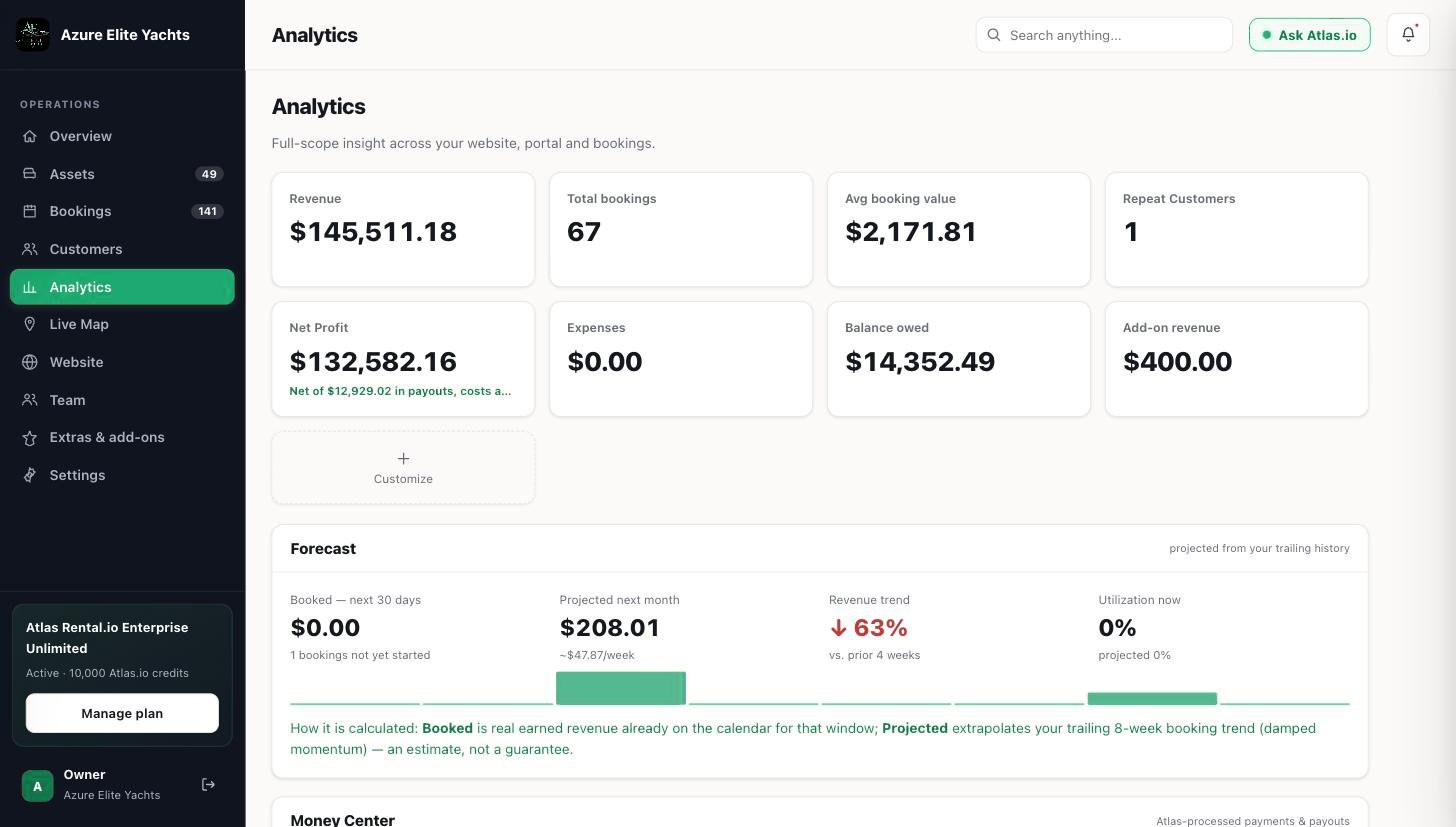 Azure Elite Yachts
Analytics
Search anything...
Ask Atlas.io
OPERATIONS
Overview
Assets 49
Bookings 141
Customers
Analytics
Live Map
Website
Team
Extras & add-ons
Settings
Atlas Rental.io Enterprise
Unlimited
Active · 10,000 Atlas.io credits
Manage plan
A
Owner
Azure Elite Yachts
Analytics
Full-scope insight across your website, portal and bookings.
Revenue
$145,511.18
Total bookings
67
Avg booking value
$2,171.81
Repeat Customers
1
Net Profit
$132,582.16
Net of $12,929.02 in payouts, costs a...
Expenses
$0.00
Balance owed
$14,352.49
Add-on revenue
$400.00
+
Customize
Forecast
projected from your trailing history
Booked — next 30 days
$0.00
1 bookings not yet started
Projected next month
$208.01
~$47.87/week
Revenue trend
↓ 63%
vs. prior 4 weeks
Utilization now
0%
projected 0%
How it is calculated: Booked is real earned revenue already on the calendar for that window; Projected extrapolates your trailing 8-week booking trend (damped
momentum) — an estimate, not a guarantee.
Money Center
Atlas-processed payments & payouts